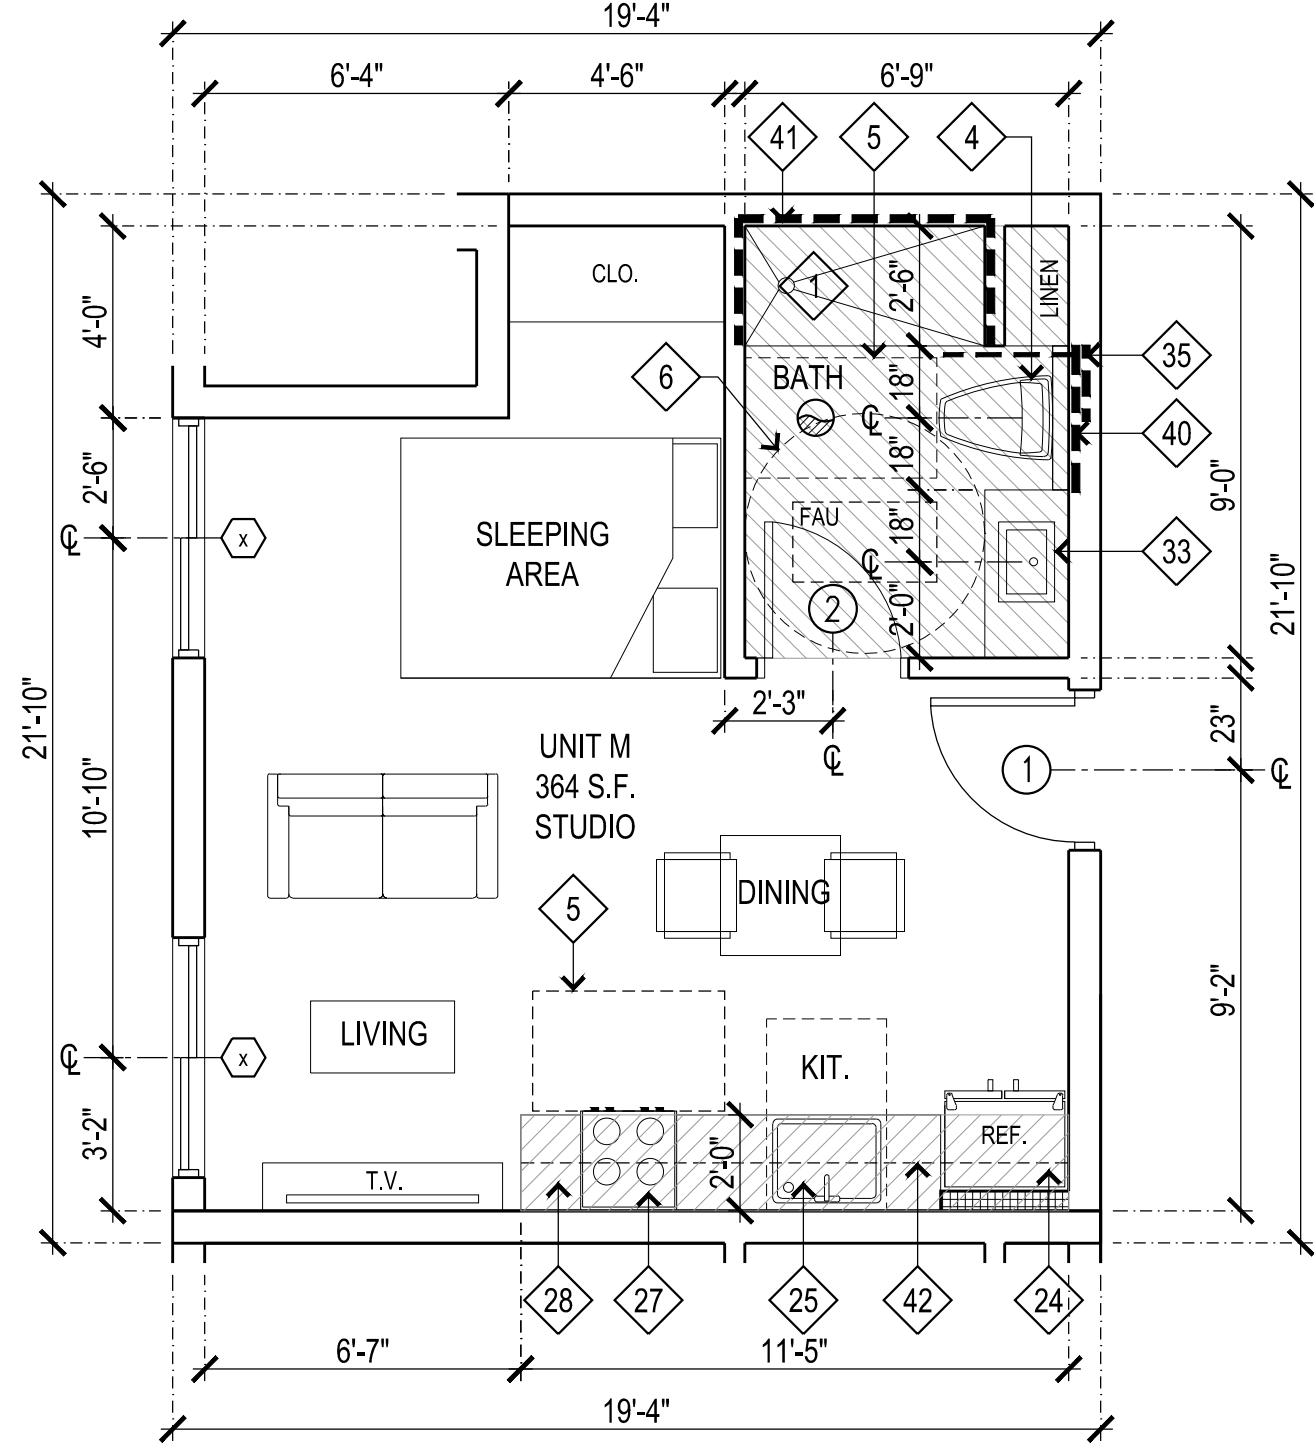 19'-4"
6'-4"
4'-6"
6'-9"
41
5
4
CLO.
1
2'-6"
LINEN
4'-0"
35
6
BATH
18"
℄
40
2'-6"
18"
9'-0"
℄
x
SLEEPING
AREA
FAU
18"
℄
33
2
2'-0"
21'-10"
21'-10"
2'-3"
23"
℄
UNIT M
364 S.F.
STUDIO
1
℄
10'-10"
DINING
5
9'-2"
LIVING
KIT.
℄
x
3'-2"
REF.
2'-0"
T.V.
28
27
25
42
24
6'-7"
11'-5"
19'-4"